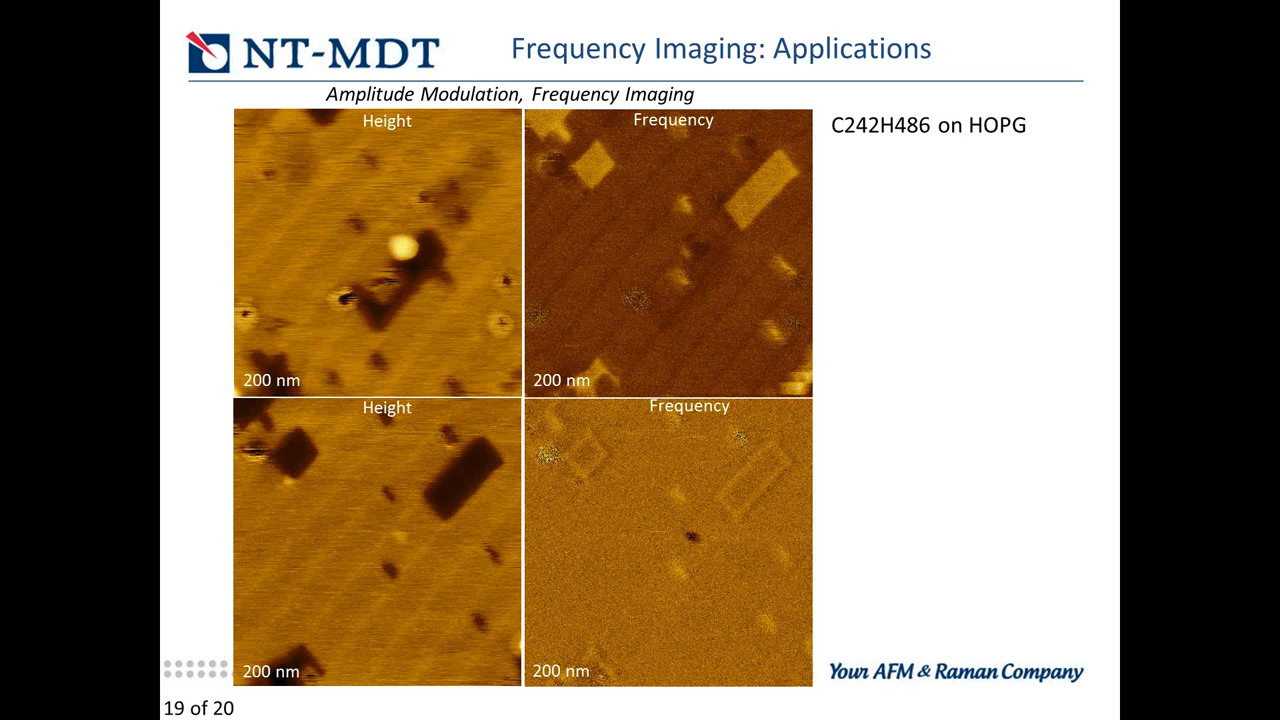 NT-MDT
Frequency Imaging: Applications
Amplitude Modulation, Frequency Imaging
Height
Frequency
C242H486 on HOPG
200 nm
200 nm
Height
Frequency
200 nm
200 nm
Your AFM & Raman Company
19 of 20